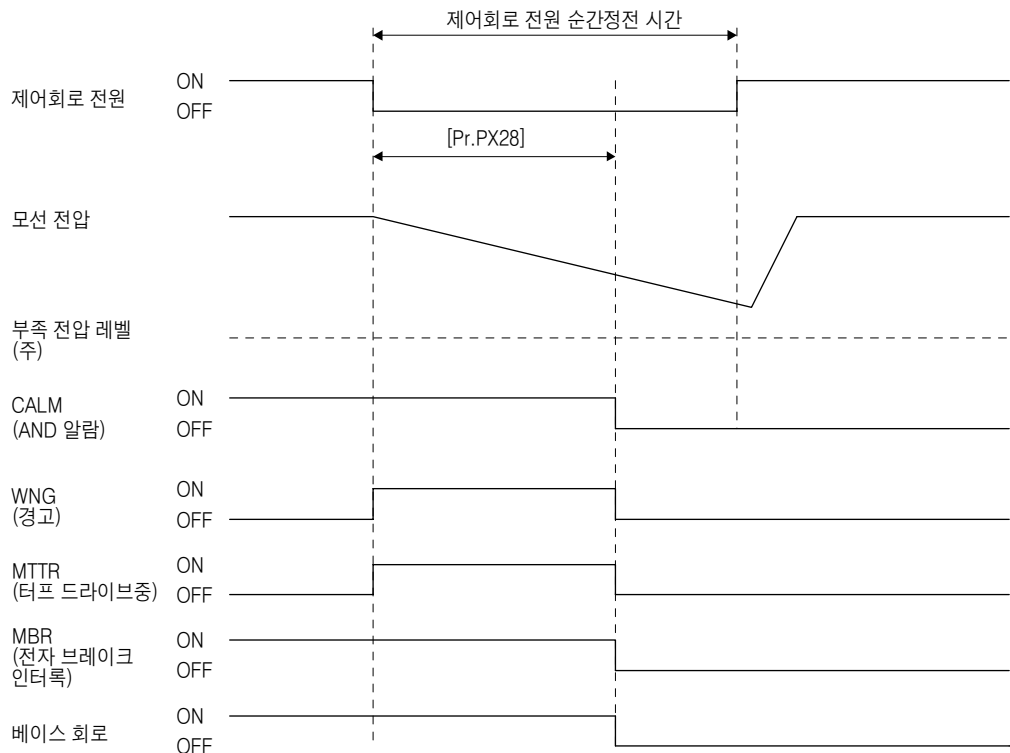 제어회로 전원 순간정전 시간
제어회로 전원
ON
OFF
[Pr.PX28]
모선 전압
부족 전압 레벨
(주)
CALM
(AND 알람)
ON
OFF
WNG
(경고)
ON
OFF
MTTR
(터프 드라이브중)
ON
OFF
MBR
(전자 브레이크
인터록)
ON
OFF
베이스 회로
ON
OFF